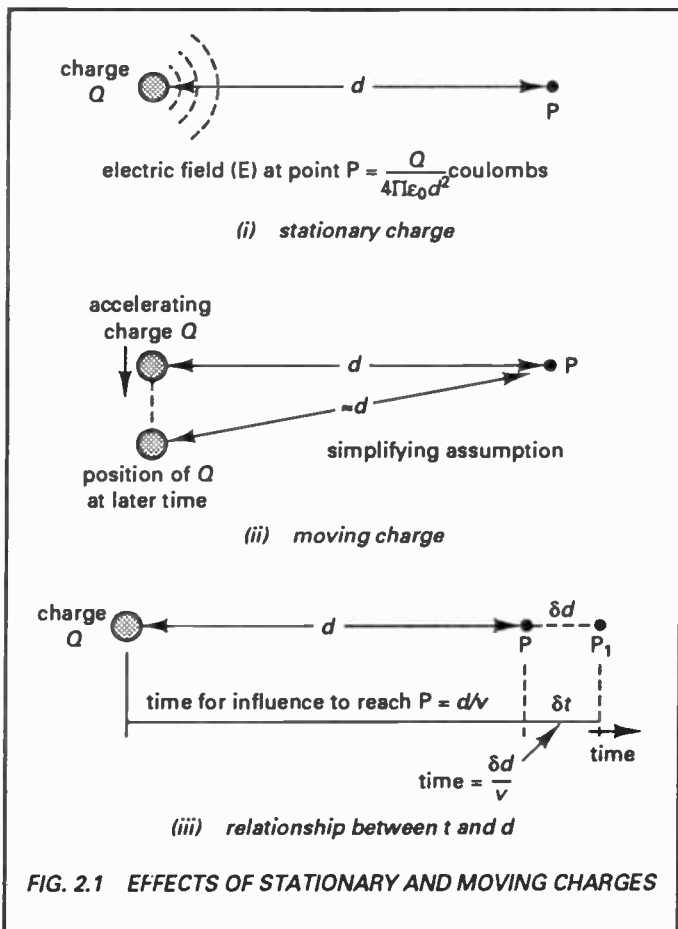 charge
Q
d
P
electric field (E) at point P = Q / 4Πε₀d² coulombs
(i) stationary charge
accelerating
charge Q
d
P
≈d
simplifying assumption
position of Q
at later time
(ii) moving charge
charge
Q
d
P
δd
P₁
time for influence to reach P = d/v
δt
time
time = δd / v
(iii) relationship between t and d
FIG. 2.1 EFFECTS OF STATIONARY AND MOVING CHARGES